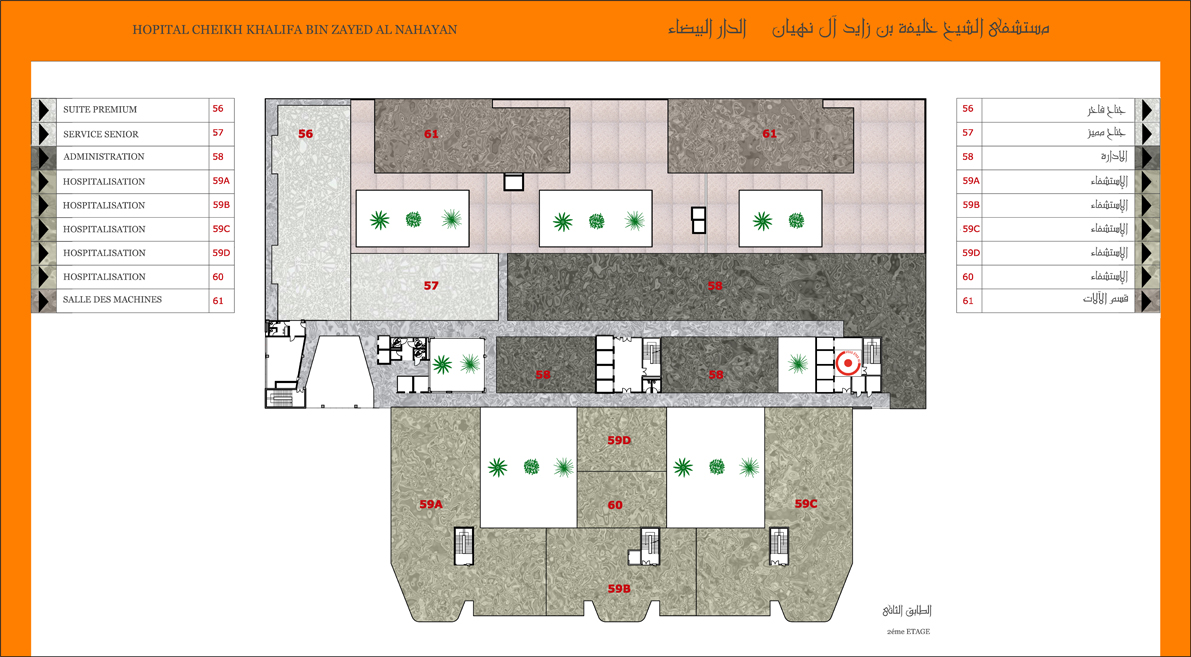 HOPITAL CHEIKH KHALIFA BIN ZAYED AL NAHAYAN
مستشفى الشيخ خليفة بن زايد آل نهيان الدار البيضاء
SUITE PREMIUM 56
SERVICE SENIOR 57
ADMINISTRATION 58
HOSPITALISATION 59A
HOSPITALISATION 59B
HOSPITALISATION 59C
HOSPITALISATION 59D
HOSPITALISATION 60
SALLE DES MACHINES 61
56 جناح فاخر
57 جناح مميز
58 الإدارة
59A الإستشفاء
59B الإستشفاء
59C الإستشفاء
59D الإستشفاء
60 الإستشفاء
61 قسم الآلات
56
61
61
57
58
58
58
59D
59A
60
59C
59B
الطابق الثاني
2éme ETAGE